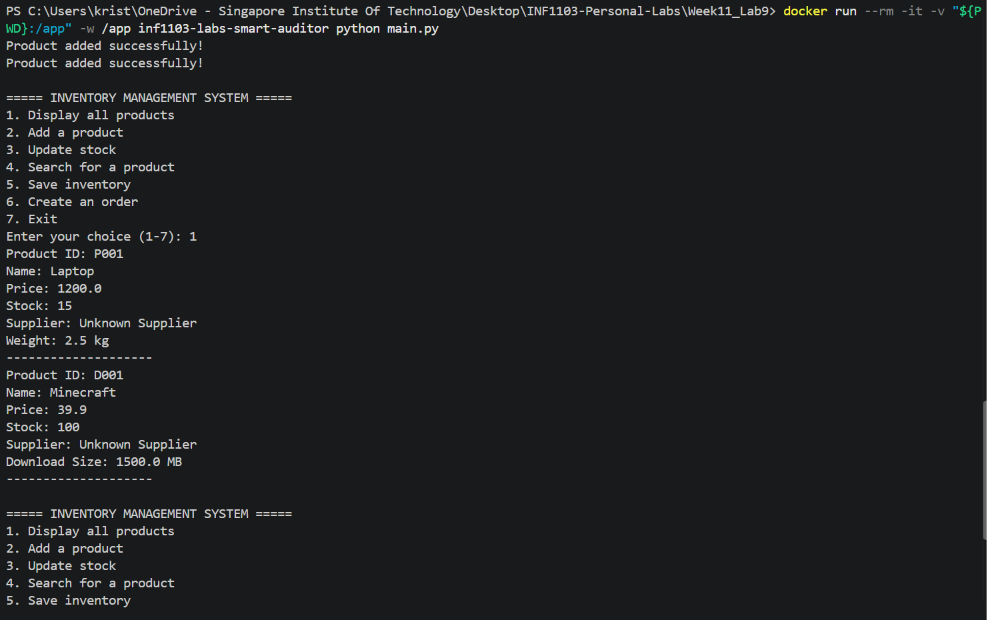 PS C:\Users\krist\OneDrive - Singapore Institute Of Technology\Desktop\INF1103-Personal-Labs\Week11_Lab9> docker run --rm -it -v "${P
WD}:/app" -w /app inf1103-labs-smart-auditor python main.py
Product added successfully!
Product added successfully!
===== INVENTORY MANAGEMENT SYSTEM =====
1. Display all products
2. Add a product
3. Update stock
4. Search for a product
5. Save inventory
6. Create an order
7. Exit
Enter your choice (1-7): 1
Product ID: P001
Name: Laptop
Price: 1200.0
Stock: 15
Supplier: Unknown Supplier
Weight: 2.5 kg
--------------------
Product ID: D001
Name: Minecraft
Price: 39.9
Stock: 100
Supplier: Unknown Supplier
Download Size: 1500.0 MB
--------------------
===== INVENTORY MANAGEMENT SYSTEM =====
1. Display all products
2. Add a product
3. Update stock
4. Search for a product
5. Save inventory